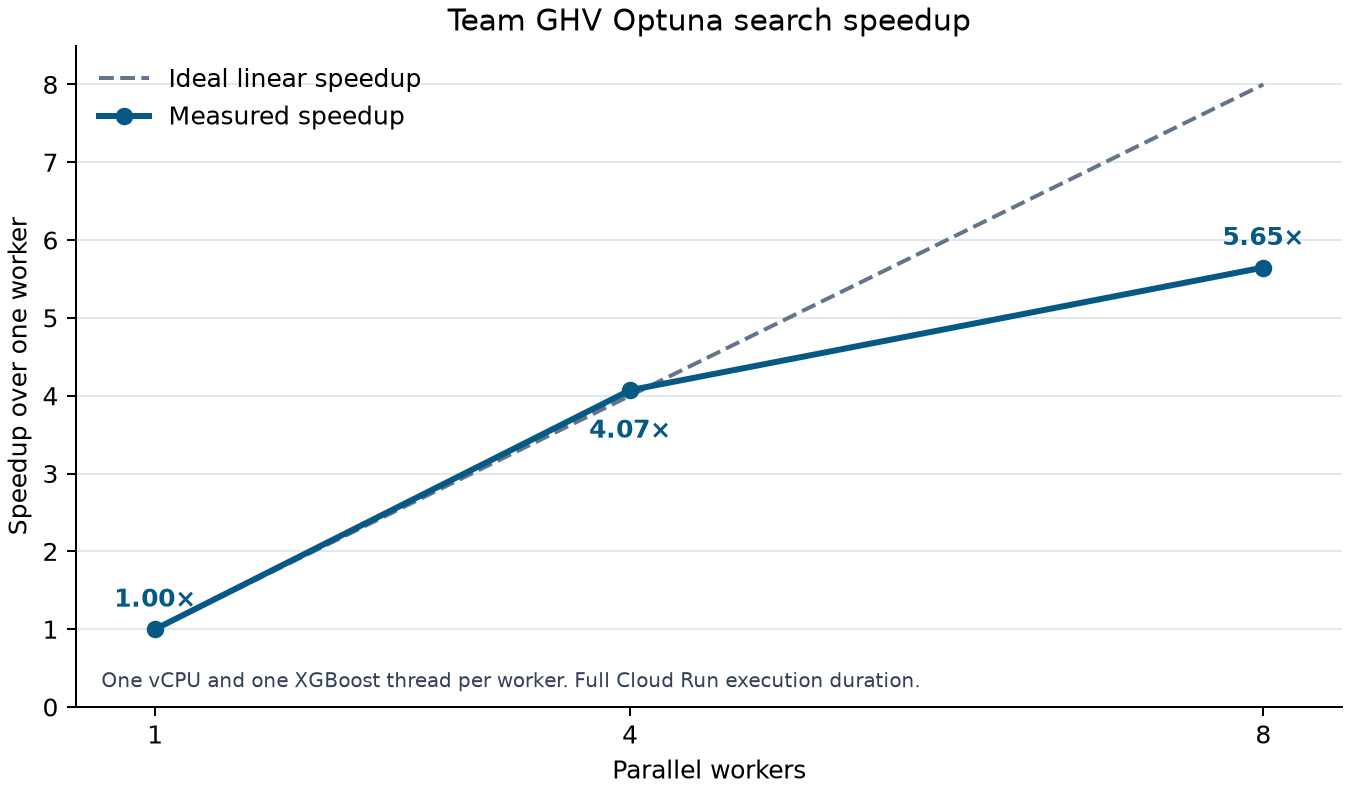 Team GHV Optuna search speedup
Ideal linear speedup
Measured speedup
Speedup over one worker
8
7
6
5
4
3
2
1
0
1.00×
4.07×
5.65×
One vCPU and one XGBoost thread per worker. Full Cloud Run execution duration.
1
4
8
Parallel workers